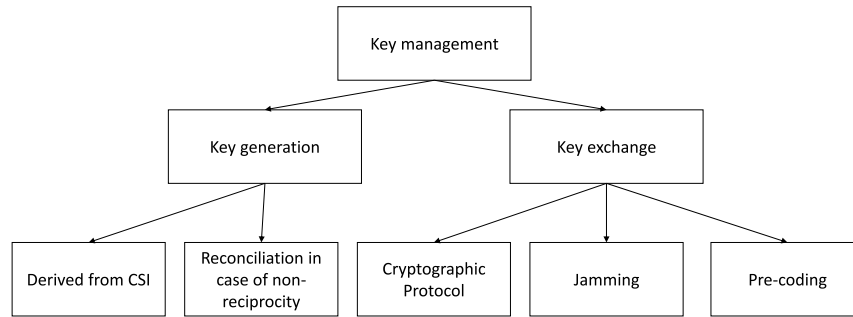 Key management
Key generation
Key exchange
Derived from CSI
Reconciliation in
case of non-
reciprocity
Cryptographic
Protocol
Jamming
Pre-coding